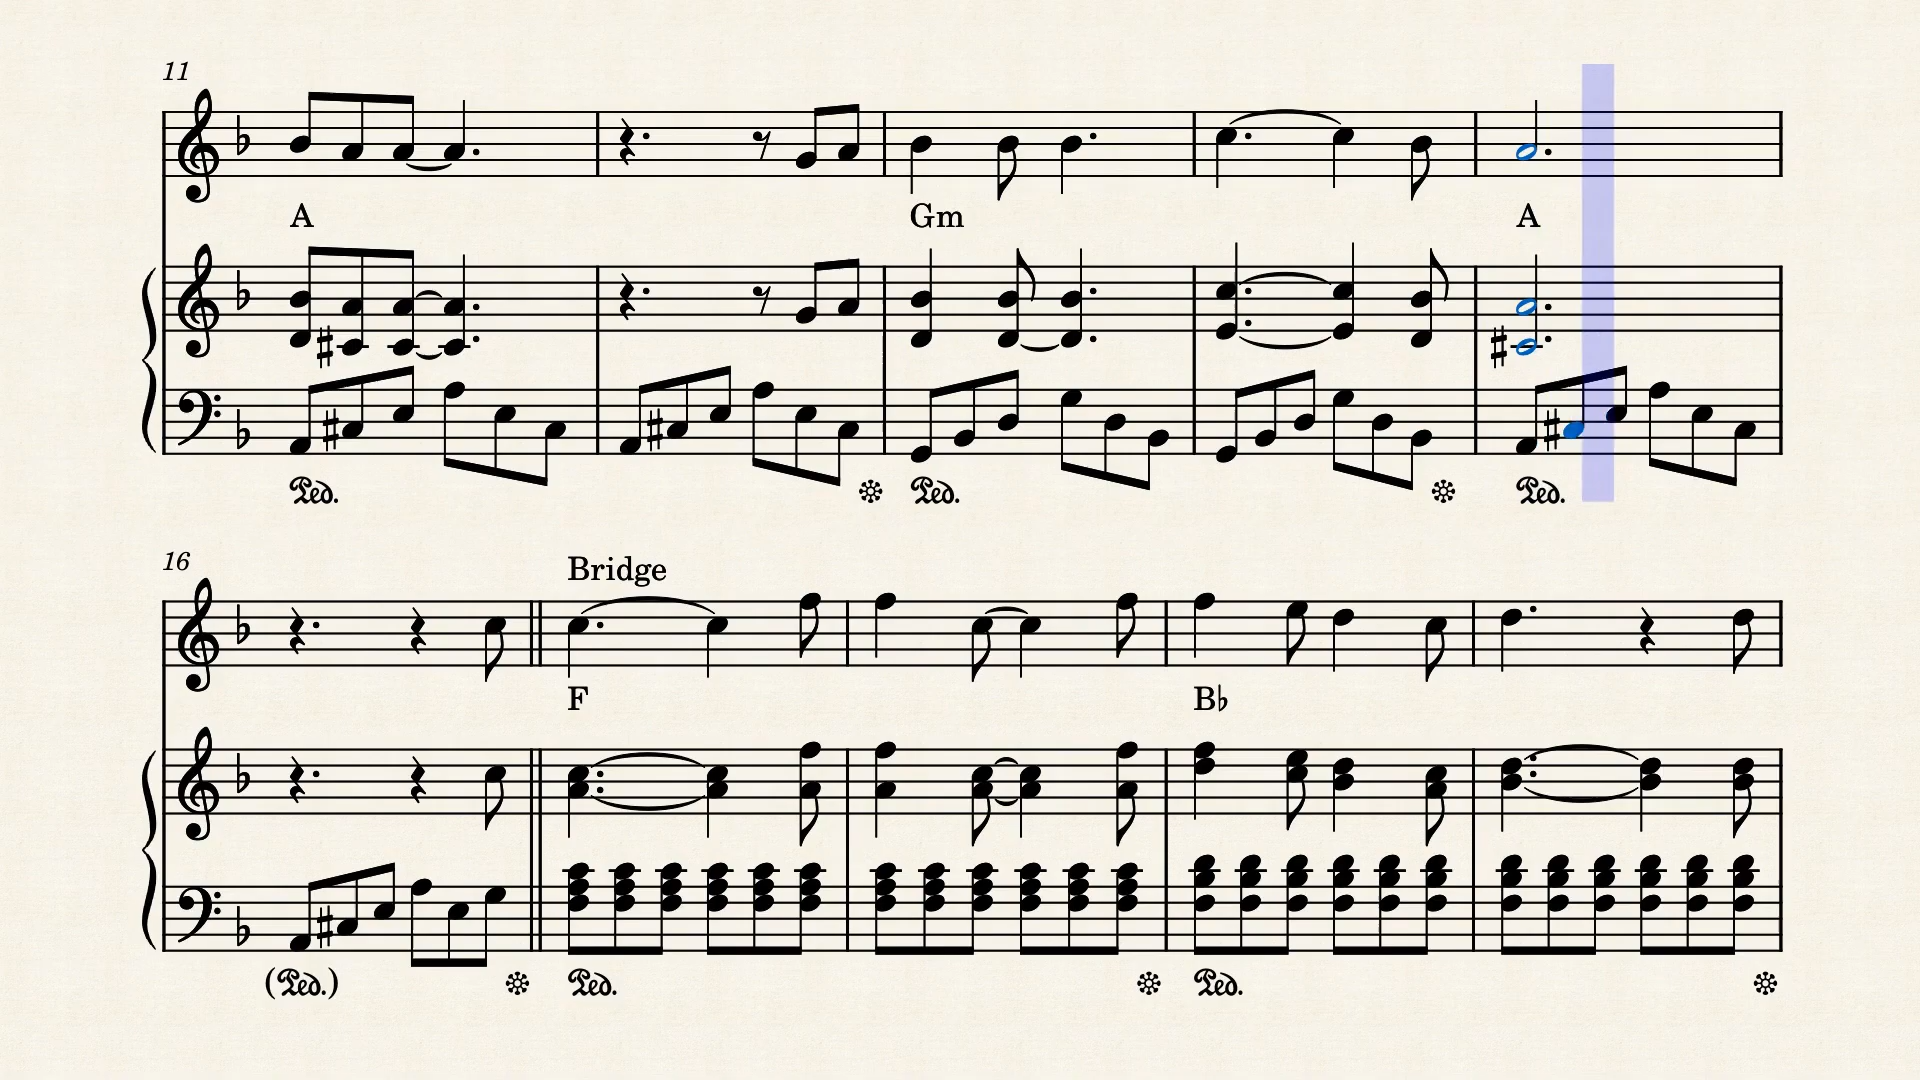 11
A Gm A
Ped. Ped. Ped.
16
Bridge
F B♭
(Ped.) Ped. Ped.